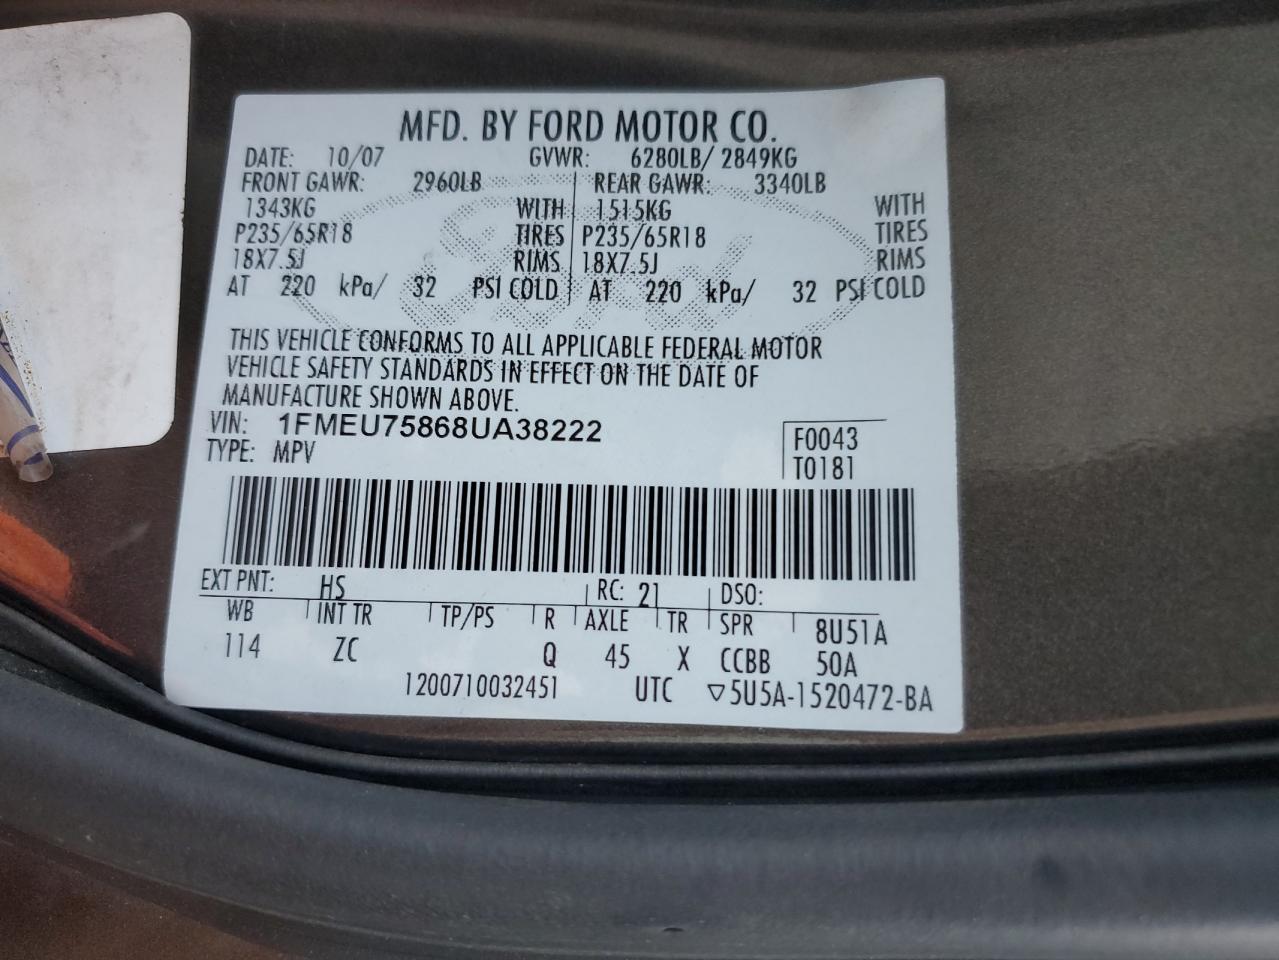 MFD. BY FORD MOTOR CO.
DATE: 10/07 GVWR: 6280LB/ 2849KG
FRONT GAWR: 2960LB REAR GAWR: 3340LB
1343KG WITH 1515KG WITH
P235/65R18 TIRES P235/65R18 TIRES
18X7.5J RIMS 18X7.5J RIMS
AT 220 kPa/ 32 PSI COLD AT 220 kPa/ 32 PSI COLD
THIS VEHICLE CONFORMS TO ALL APPLICABLE FEDERAL MOTOR
VEHICLE SAFETY STANDARDS IN EFFECT ON THE DATE OF
MANUFACTURE SHOWN ABOVE.
VIN: 1FMEU75868UA38222
F0043
TYPE: MPV
T0181
EXT PNT: HS RC: 21 DSO:
WB INT TR TP/PS R AXLE TR SPR 8U51A
114 ZC Q 45 X CCBB 50A
1200710032451 UTC ▽5U5A-1520472-BA